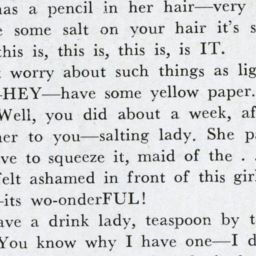 has a pencil in her hair—very
some salt on your hair it's s
this is, this is, this is, is IT.
worry about such things as lig
—HEY—have some yellow paper.
Well, you did about a week, af
her to you—salting lady. She pa
ve to squeeze it, maid of the . .
felt ashamed in front of this girl
—its wo-onderFUL!
ave a drink lady, teaspoon by t
You know why I have one—I d